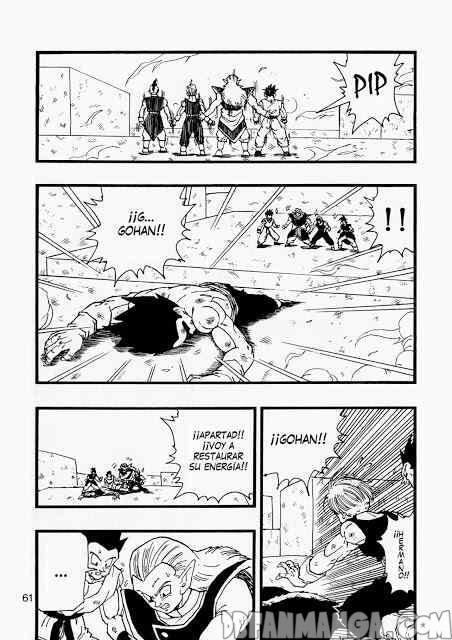 PIP
!!
¡¡G...
GOHAN!!
¡¡APARTAD!!
¡¡VOY A
RESTAURAR
SU ENERGÍA!!
¡¡GOHAN!!
¡¡HERMANO!!
...
61
DBFANMANGA.COM